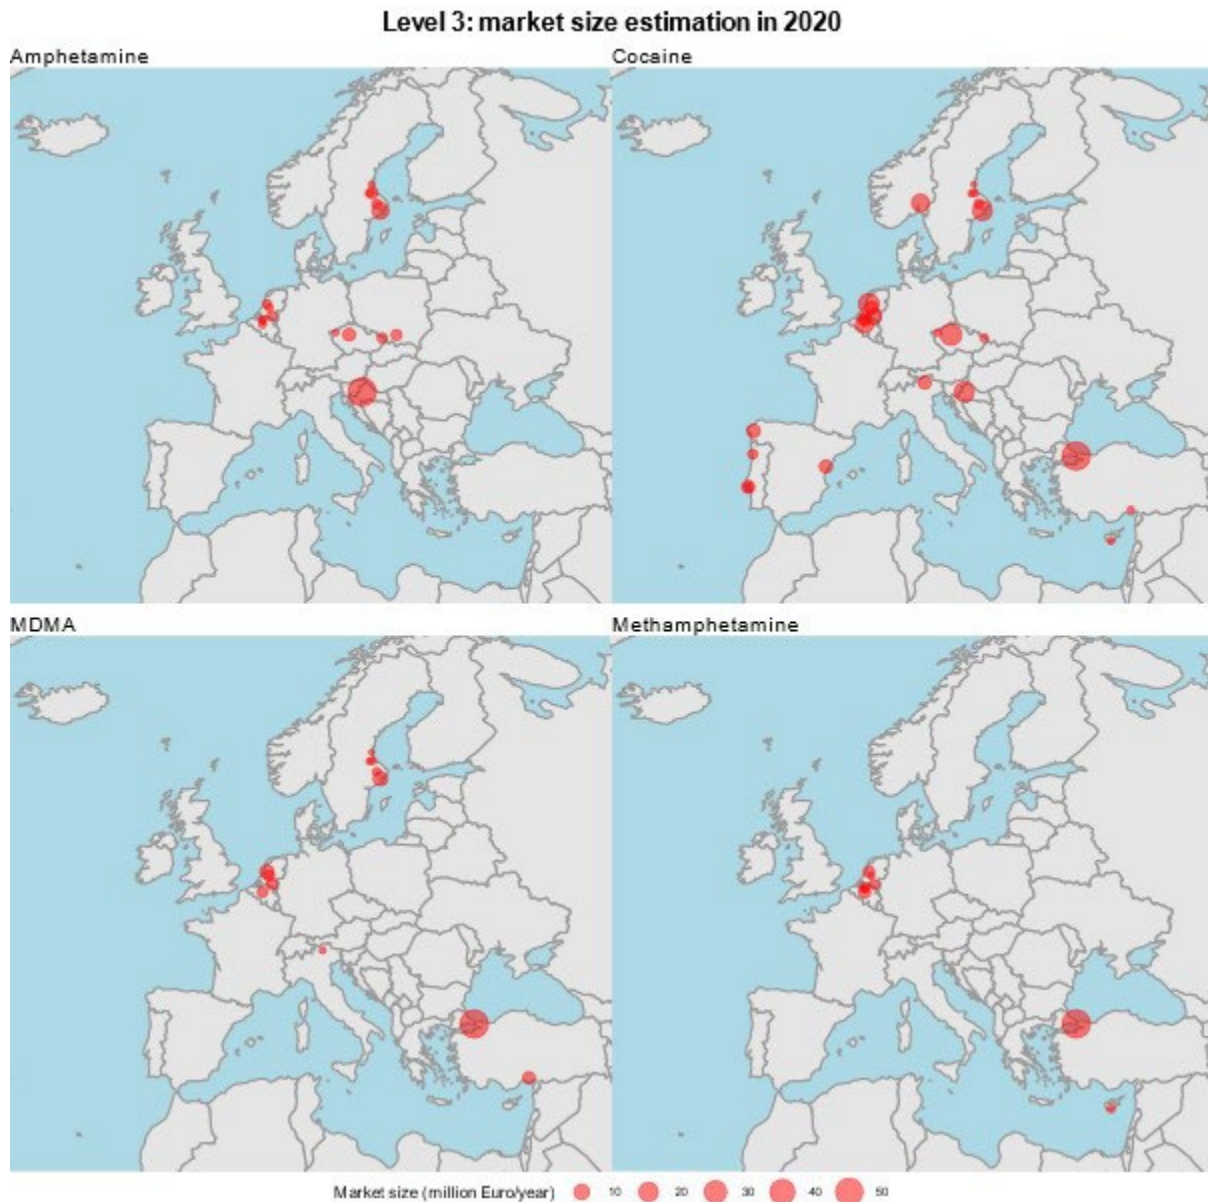 Level 3: market size estimation in 2020
Amphetamine
Cocaine
MDMA
Methamphetamine
Market size (million Euro/year) 10 20 30 40 50